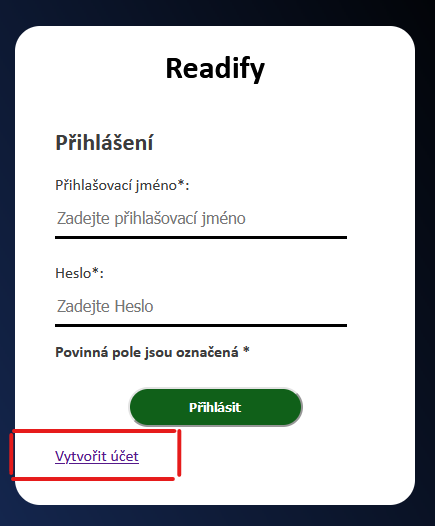 Readify
Přihlášení
Přihlašovací jméno*:
Zadejte přihlašovací jméno
Heslo*:
Zadejte Heslo
Povinná pole jsou označená *
Přihlásit
Vytvořit účet